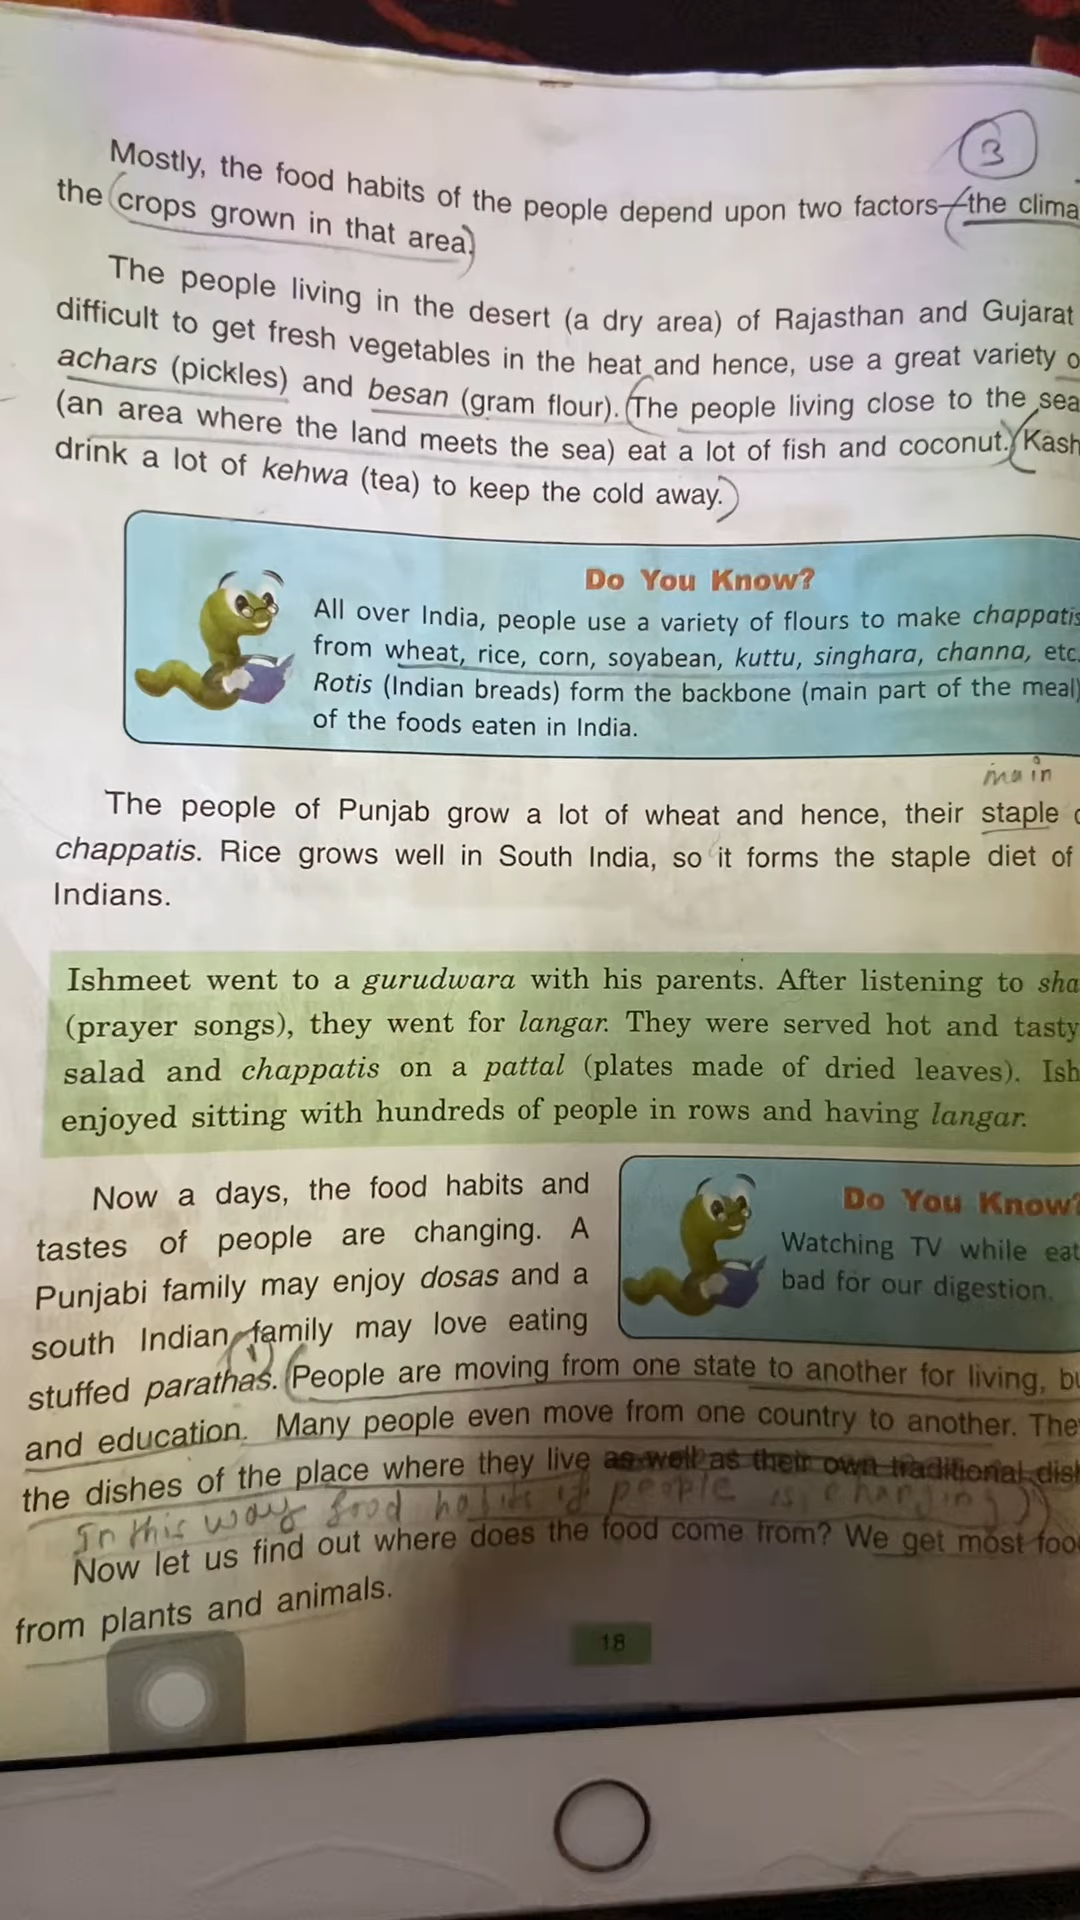 3
Mostly, the food habits of the people depend upon two factors—the clima
the crops grown in that area.
The people living in the desert (a dry area) of Rajasthan and Gujarat
difficult to get fresh vegetables in the heat and hence, use a great variety o
achars (pickles) and besan (gram flour). The people living close to the sea
(an area where the land meets the sea) eat a lot of fish and coconut. Kash
drink a lot of kehwa (tea) to keep the cold away.
Do You Know?
All over India, people use a variety of flours to make chappatis
from wheat, rice, corn, soyabean, kuttu, singhara, channa, etc.
Rotis (Indian breads) form the backbone (main part of the meal)
of the foods eaten in India.
main
The people of Punjab grow a lot of wheat and hence, their staple
chappatis. Rice grows well in South India, so it forms the staple diet of
Indians.
Ishmeet went to a gurudwara with his parents. After listening to sha
(prayer songs), they went for langar. They were served hot and tasty
salad and chappatis on a pattal (plates made of dried leaves). Ish
enjoyed sitting with hundreds of people in rows and having langar.
Now a days, the food habits and
tastes of people are changing. A
Punjabi family may enjoy dosas and a
south Indian family may love eating
stuffed parathas. People are moving from one state to another for living, bu
and education. Many people even move from one country to another. The
the dishes of the place where they live as well as their own traditional dish
In this way food habits of people is changing
Now let us find out where does the food come from? We get most foo
from plants and animals.
Do You Know?
Watching TV while eat
bad for our digestion.
18